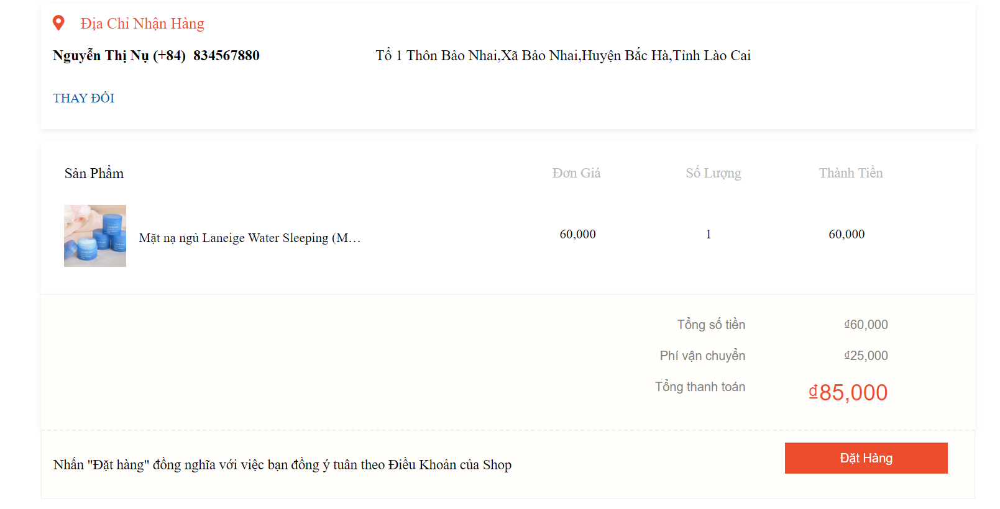 Địa Chỉ Nhận Hàng
Nguyễn Thị Nụ (+84) 834567880 Tổ 1 Thôn Bảo Nhai,Xã Bảo Nhai,Huyện Bắc Hà,Tỉnh Lào Cai
THAY ĐỔI
Sản Phẩm Đơn Giá Số Lượng Thành Tiền
Mặt nạ ngủ Laneige Water Sleeping (M... 60,000 1 60,000
Tổng số tiền ₫60,000
Phí vận chuyển ₫25,000
Tổng thanh toán ₫85,000
Nhấn "Đặt hàng" đồng nghĩa với việc bạn đồng ý tuân theo Điều Khoản của Shop Đặt Hàng